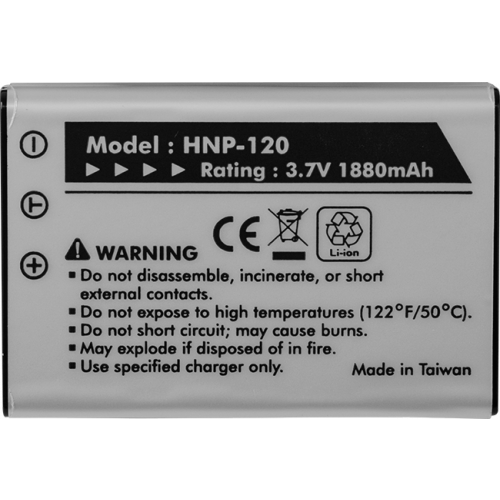 Model : HNP-120
Rating : 3.7V 1880mAh
T
CE
Li-ion
WARNING
▪ Do not disassemble, incinerate, or short
external contacts.
▪ Do not expose to high temperatures (122°F/50°C).
▪ Do not short circuit; may cause burns.
▪ May explode if disposed of in fire.
▪ Use specified charger only.
Made in Taiwan